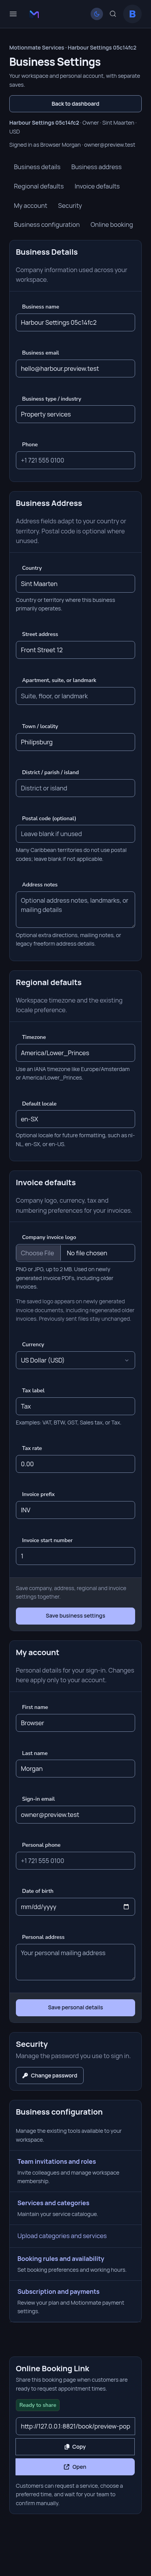 B
Motionmate Services · Harbour Settings 05c14fc2
Business Settings
Your workspace and personal account, with separate
saves.
Back to dashboard
Harbour Settings 05c14fc2 · Owner · Sint Maarten ·
USD
Signed in as Browser Morgan · owner@preview.test
Business details
Business address
Regional defaults
Invoice defaults
My account
Security
Business configuration
Online booking
Business Details
Company information used across your
workspace.
Business name
Harbour Settings 05c14fc2
Business email
hello@harbour.preview.test
Business type / industry
Property services
Phone
+1 721 555 0100
Business Address
Address fields adapt to your country or
territory. Postal code is optional where
unused.
Country
Sint Maarten
Country or territory where this business
primarily operates.
Street address
Front Street 12
Apartment, suite, or landmark
Suite, floor, or landmark
Town / locality
Philipsburg
District / parish / island
District or island
Postal code (optional)
Leave blank if unused
Many Caribbean territories do not use postal
codes; leave blank if not applicable.
Address notes
Optional address notes, landmarks, or
mailing details
Optional extra directions, mailing notes, or
legacy freeform address details.
Regional defaults
Workspace timezone and the existing
locale preference.
Timezone
America/Lower_Princes
Use an IANA timezone like Europe/Amsterdam
or America/Lower_Princes.
Default locale
en-SX
Optional locale for future formatting, such as nl-
NL, en-SX, or en-US.
Invoice defaults
Company logo, currency, tax and
numbering preferences for your invoices.
Company invoice logo
Choose File
No file chosen
PNG or JPG, up to 2 MB. Used on newly
generated invoice PDFs, including older
invoices.
The saved logo appears on newly generated
invoice documents, including regenerated older
invoices. Previously sent files stay unchanged.
Currency
US Dollar (USD)
Tax label
Tax
Examples: VAT, BTW, GST, Sales tax, or Tax.
Tax rate
0.00
Invoice prefix
INV
Invoice start number
1
Save company, address, regional and invoice
settings together.
Save business settings
My account
Personal details for your sign-in. Changes
here apply only to your account.
First name
Browser
Last name
Morgan
Sign-in email
owner@preview.test
Personal phone
+1 721 555 0100
Date of birth
mm/dd/yyyy
Personal address
Your personal mailing address
Save personal details
Security
Manage the password you use to sign in.
Change password
Business configuration
Manage the existing tools available to your
workspace.
Team invitations and roles
Invite colleagues and manage workspace
membership.
Services and categories
Maintain your service catalogue.
Upload categories and services
Booking rules and availability
Set booking preferences and working hours.
Subscription and payments
Review your plan and Motionmate payment
settings.
Online Booking Link
Share this booking page when customers are
ready to request appointment times.
Ready to share
http://127.0.0.1:8821/book/preview-pop
Copy
Open
Customers can request a service, choose a
preferred time, and wait for your team to
confirm manually.